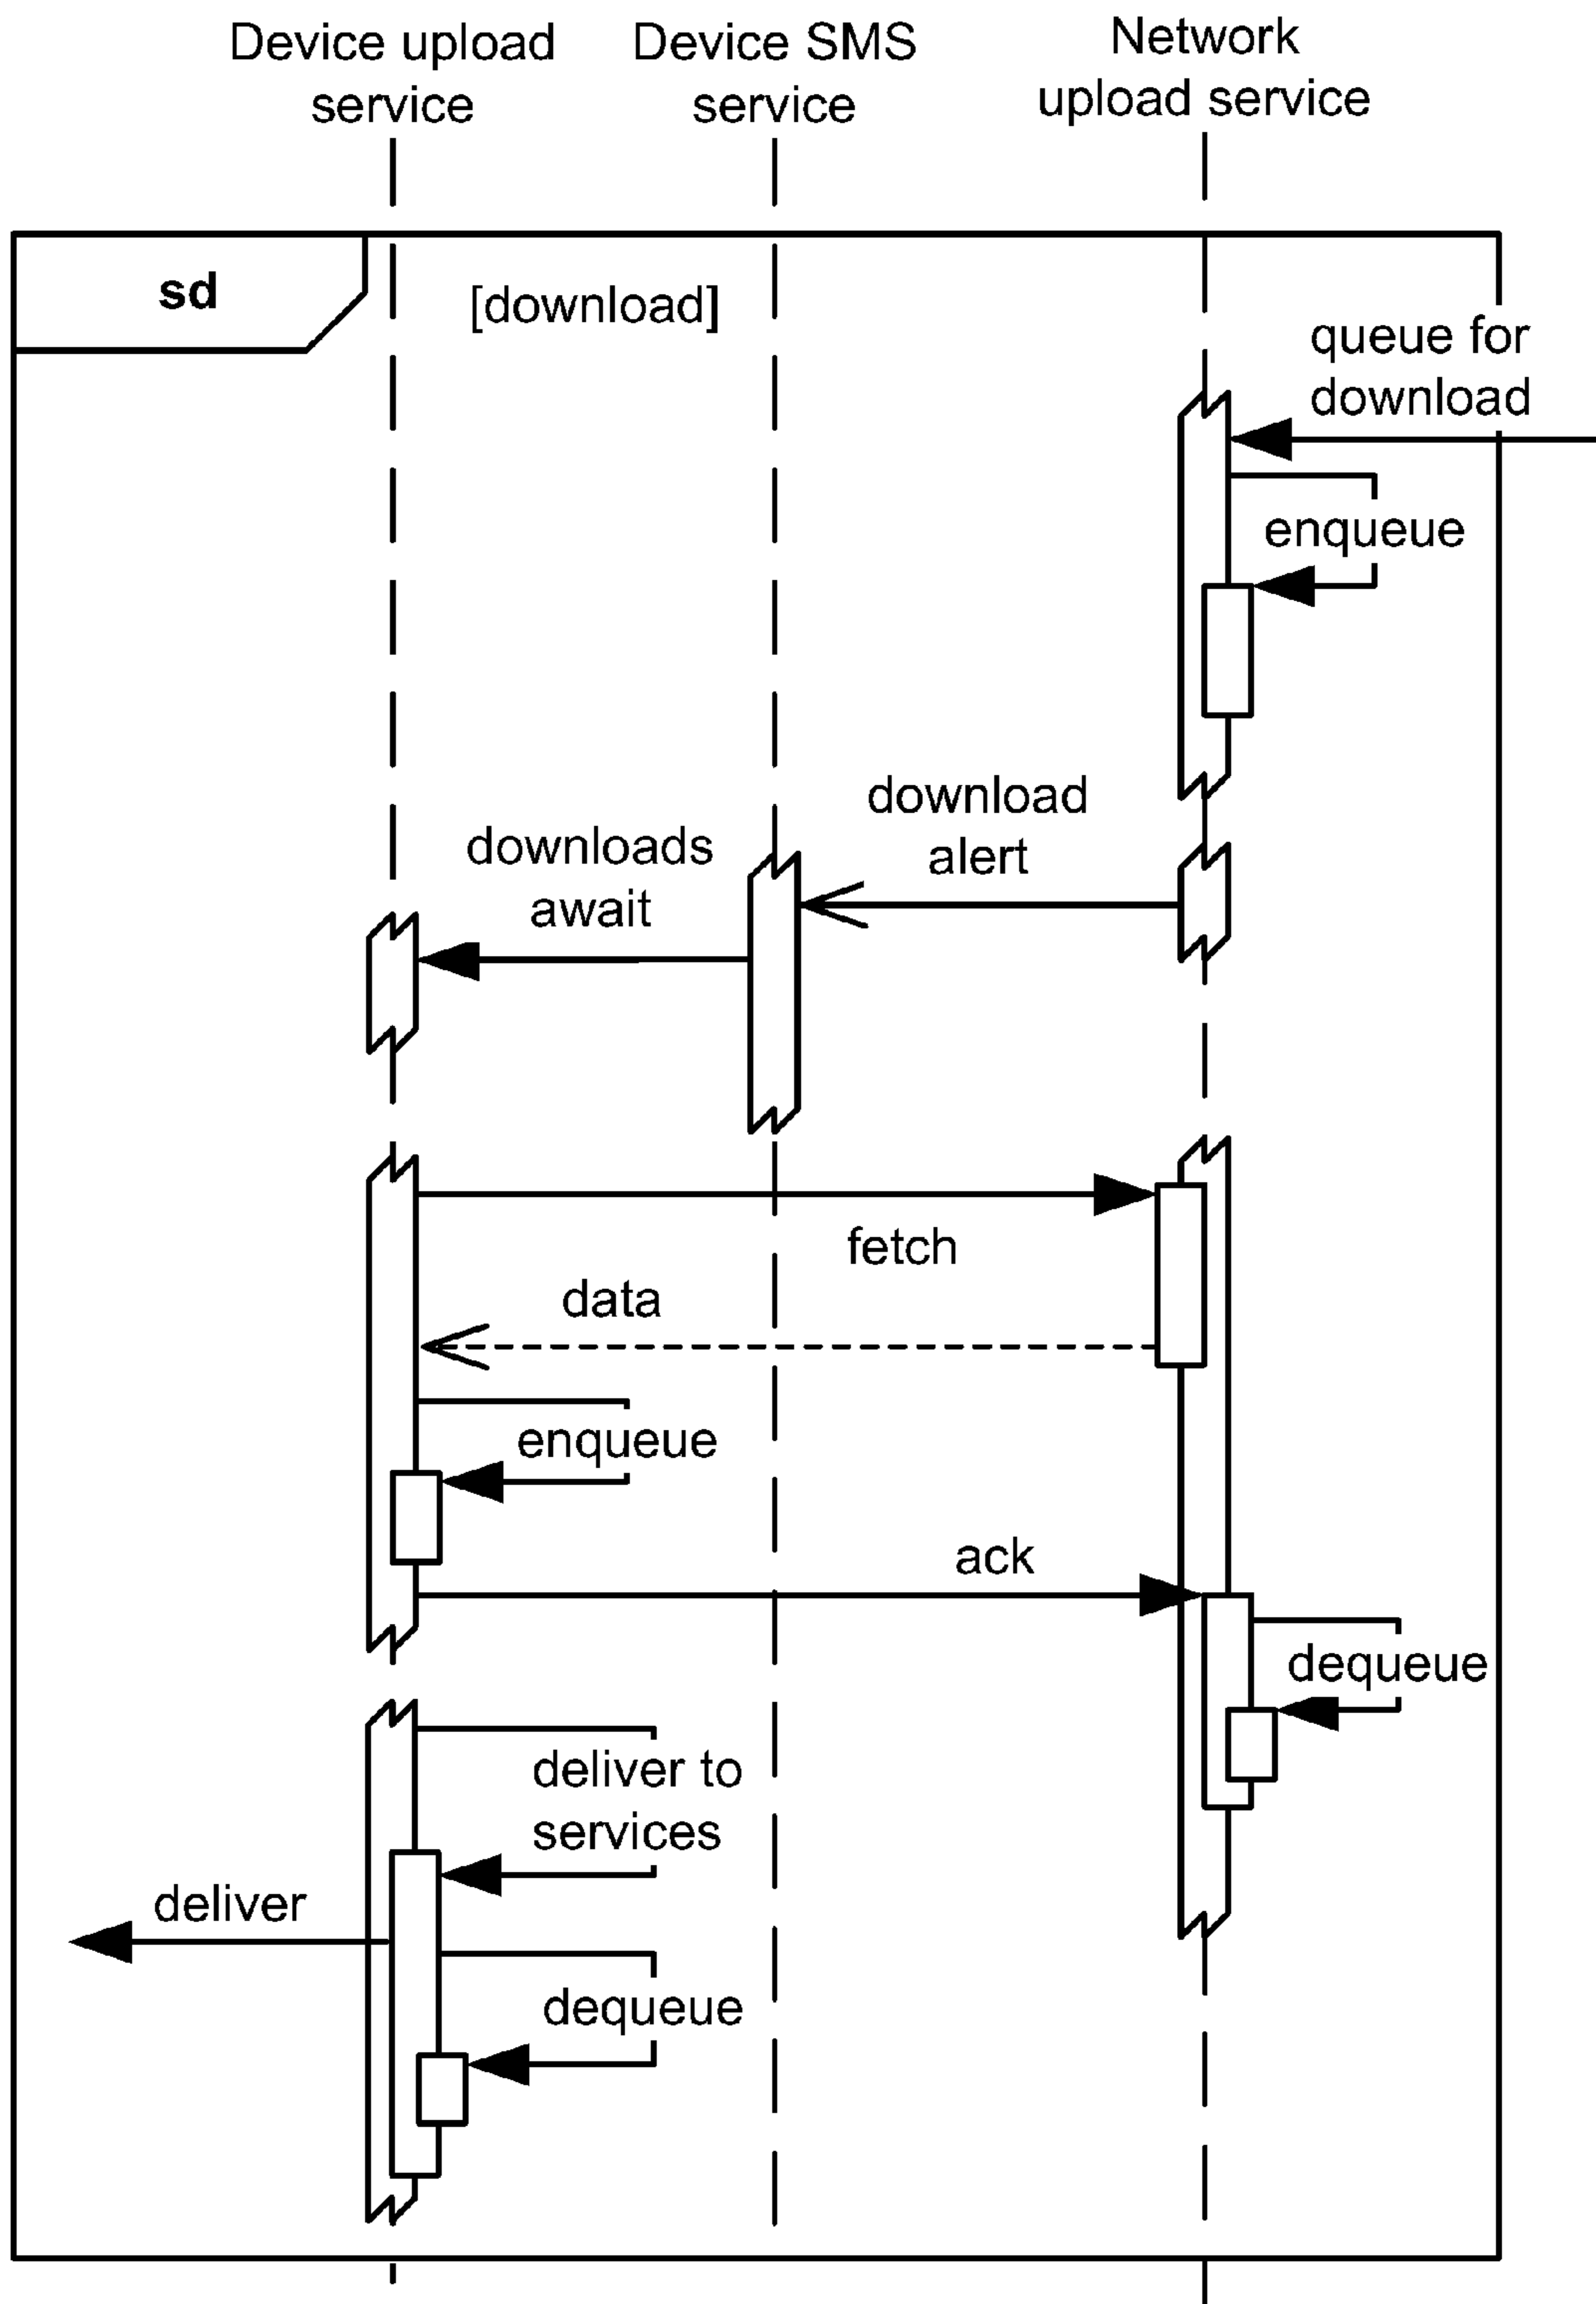 Device upload
service
Device SMS
service
Network
upload service
sd
[download]
queue for
download
enqueue
download
alert
downloads
await
fetch
data
enqueue
ack
dequeue
deliver to
services
deliver
dequeue